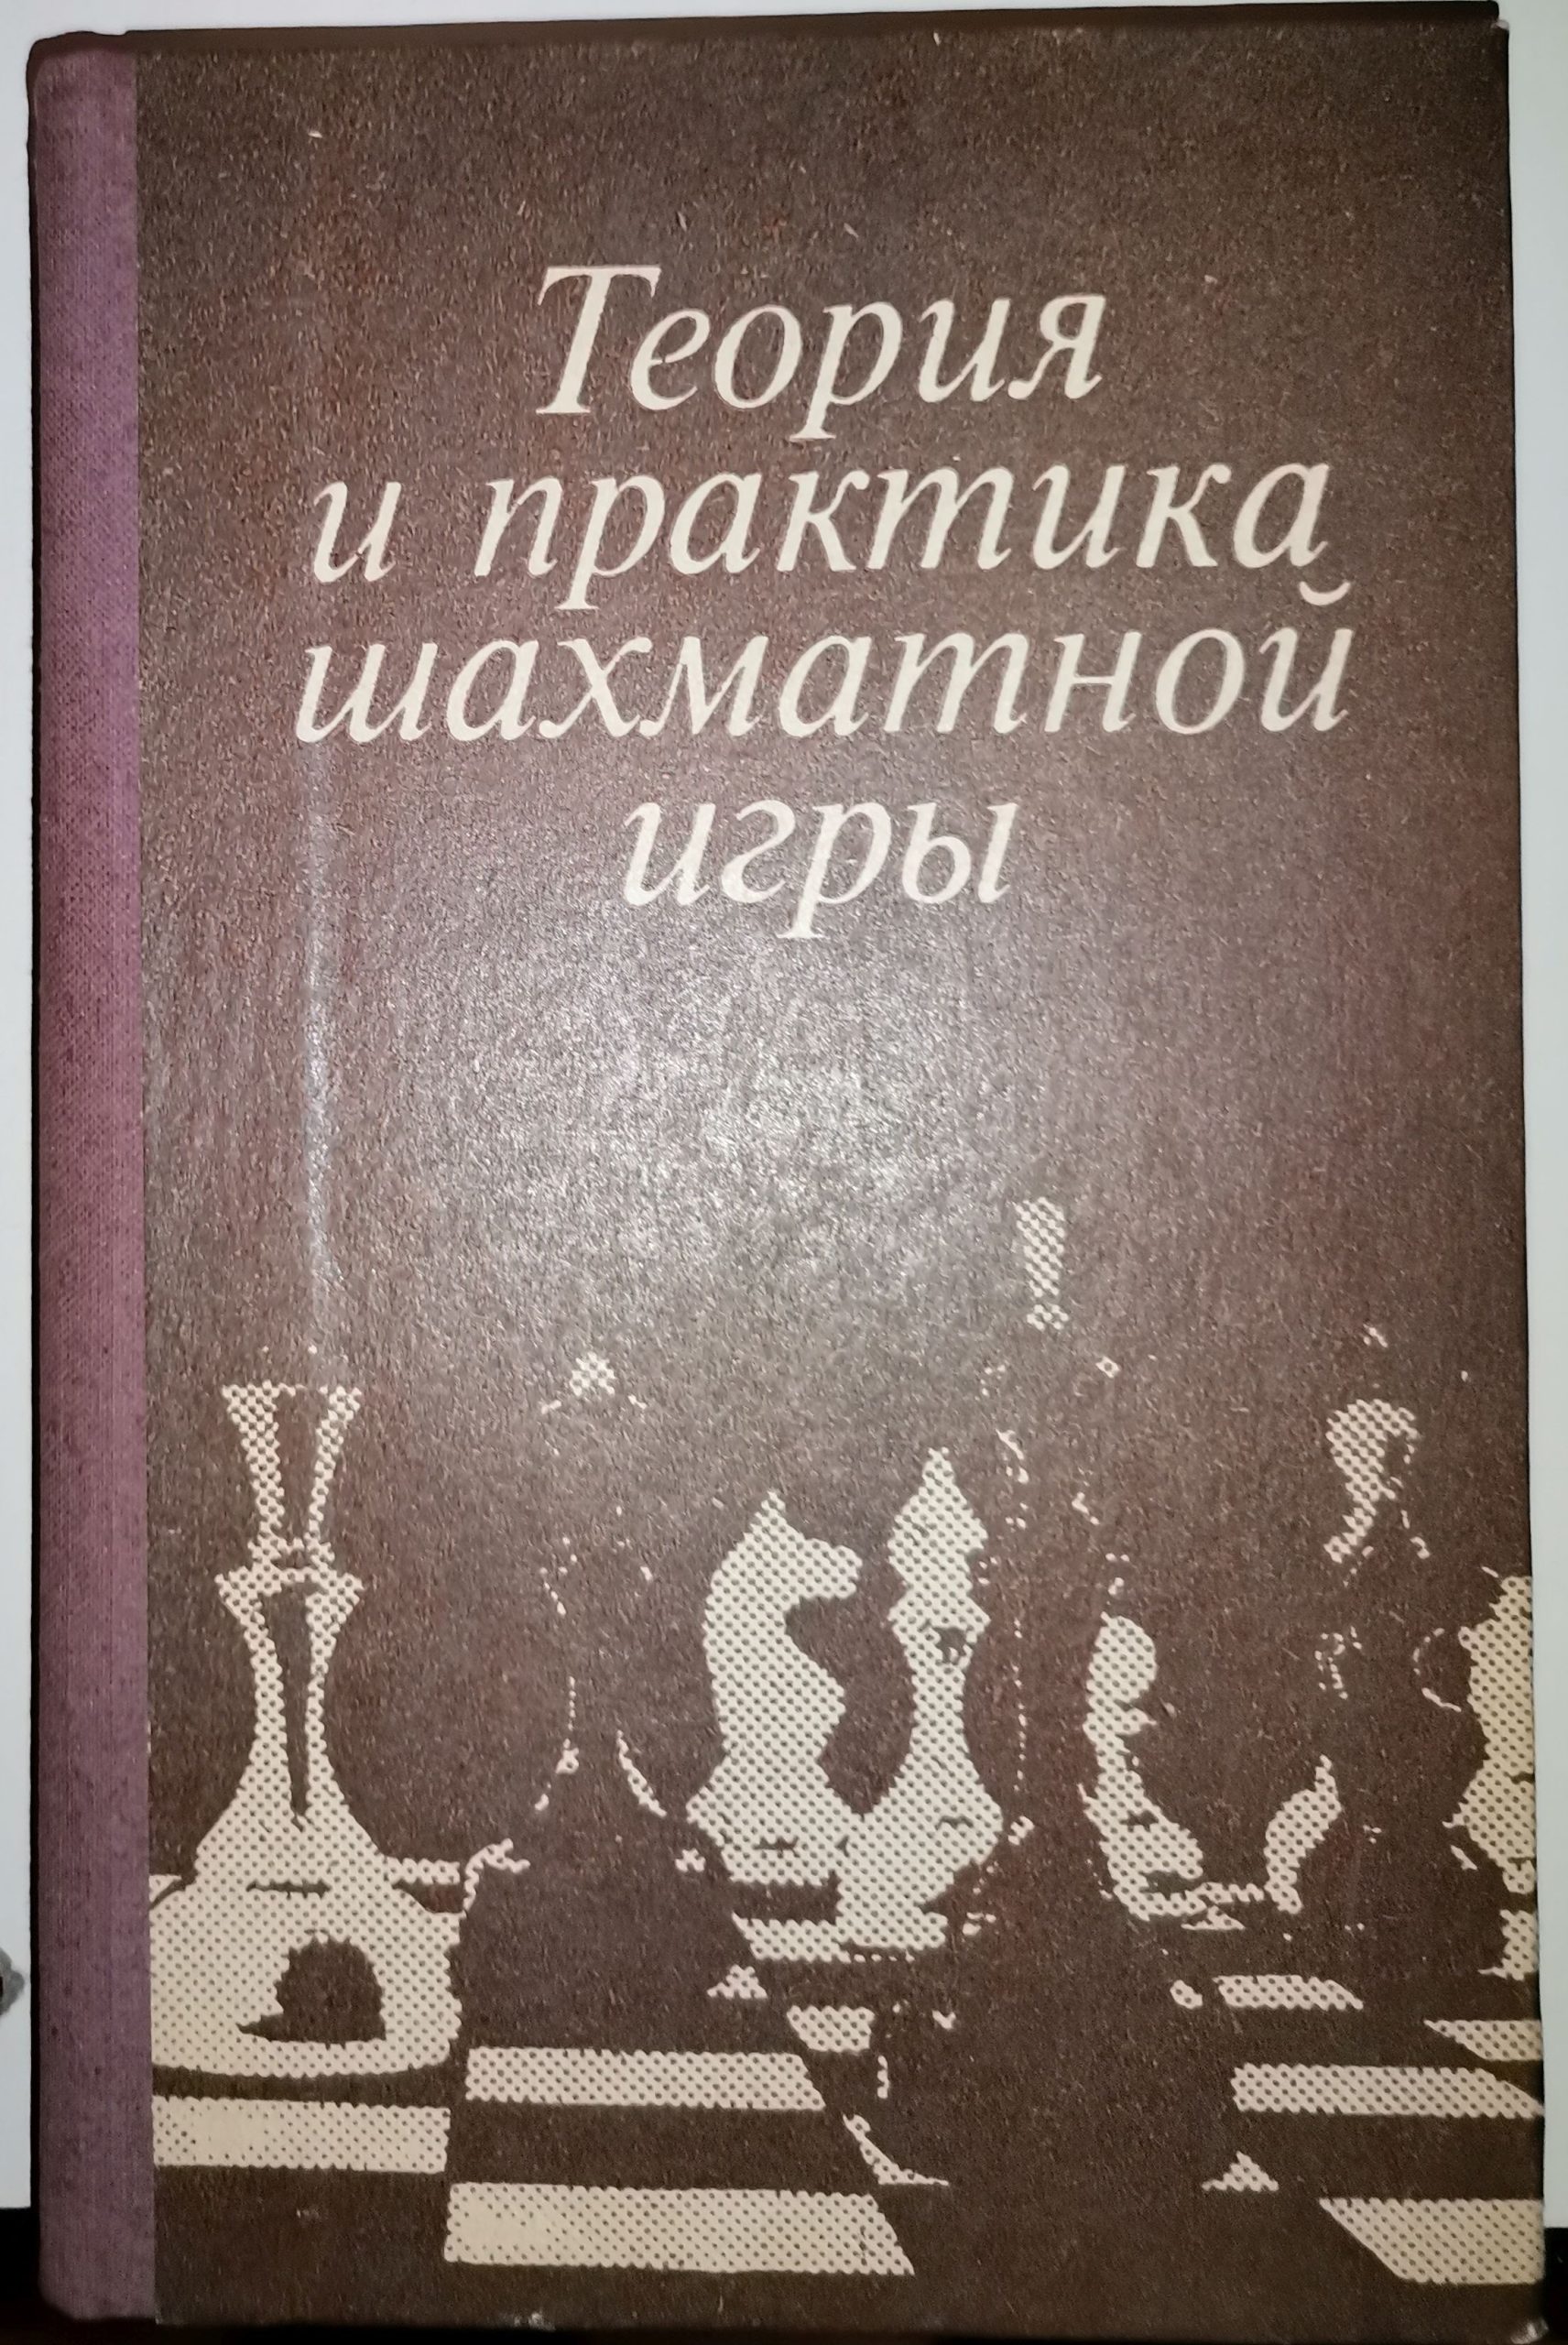 Теория
и практика
шахматной
игры